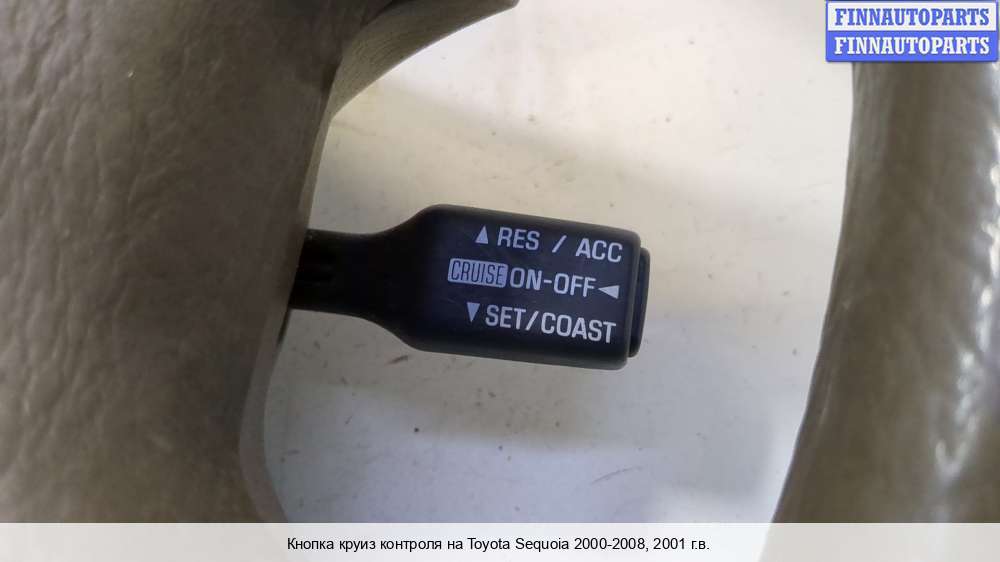 FINNAUTOPARTS
FINNAUTOPARTS
▲ RES / ACC
CRUISE ON-OFF ◄
▼ SET/COAST
Кнопка круиз контроля на Toyota Sequoia 2000-2008, 2001 г.в.